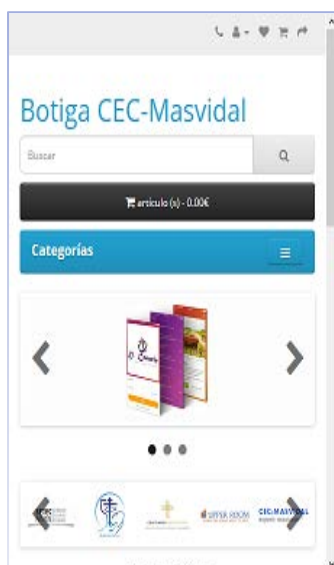 Botiga CEC-Masvidal
Buscar
artículo (s) - 0.00€
Categorías
UPPER ROOM
CEC-MASVIDAL